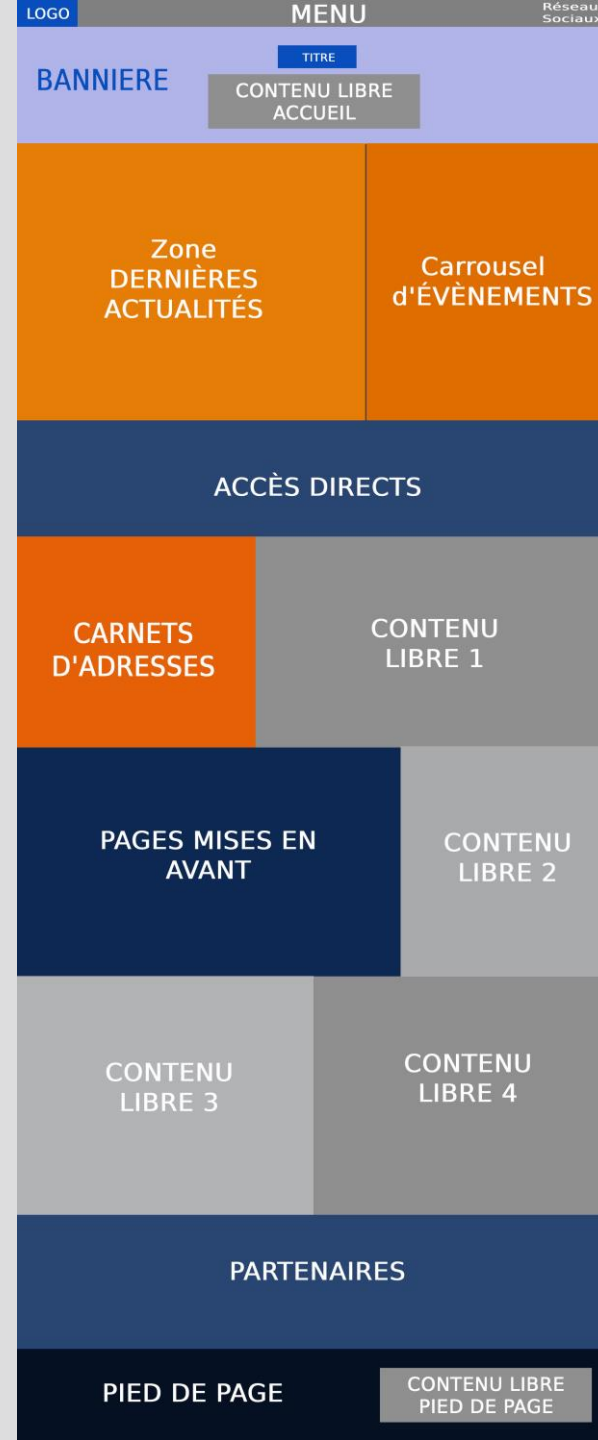 LOGO
MENU
Réseau
Sociaux
BANNIERE
TITRE
CONTENU LIBRE
ACCUEIL
Zone
DERNIÈRES
ACTUALITÉS
Carrousel
d'ÉVÈNEMENTS
ACCÈS DIRECTS
CARNETS
D'ADRESSES
CONTENU
LIBRE 1
PAGES MISES EN
AVANT
CONTENU
LIBRE 2
CONTENU
LIBRE 3
CONTENU
LIBRE 4
PARTENAIRES
PIED DE PAGE
CONTENU LIBRE
PIED DE PAGE